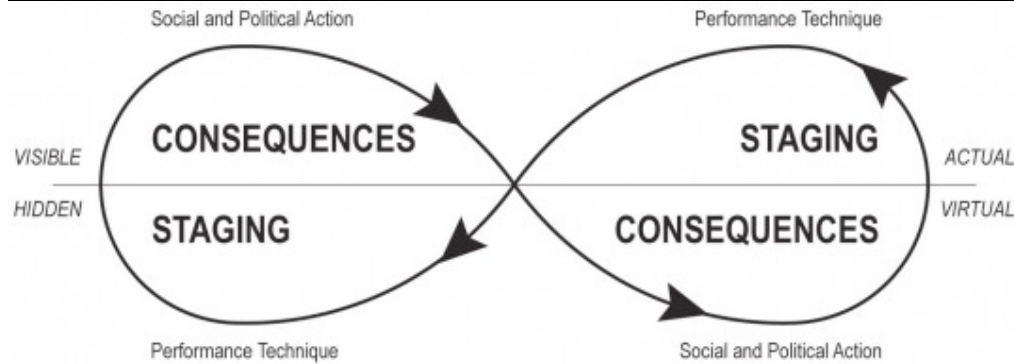 Social and Political Action
Performance Technique
CONSEQUENCES
STAGING
VISIBLE
ACTUAL
HIDDEN
VIRTUAL
STAGING
CONSEQUENCES
Performance Technique
Social and Political Action